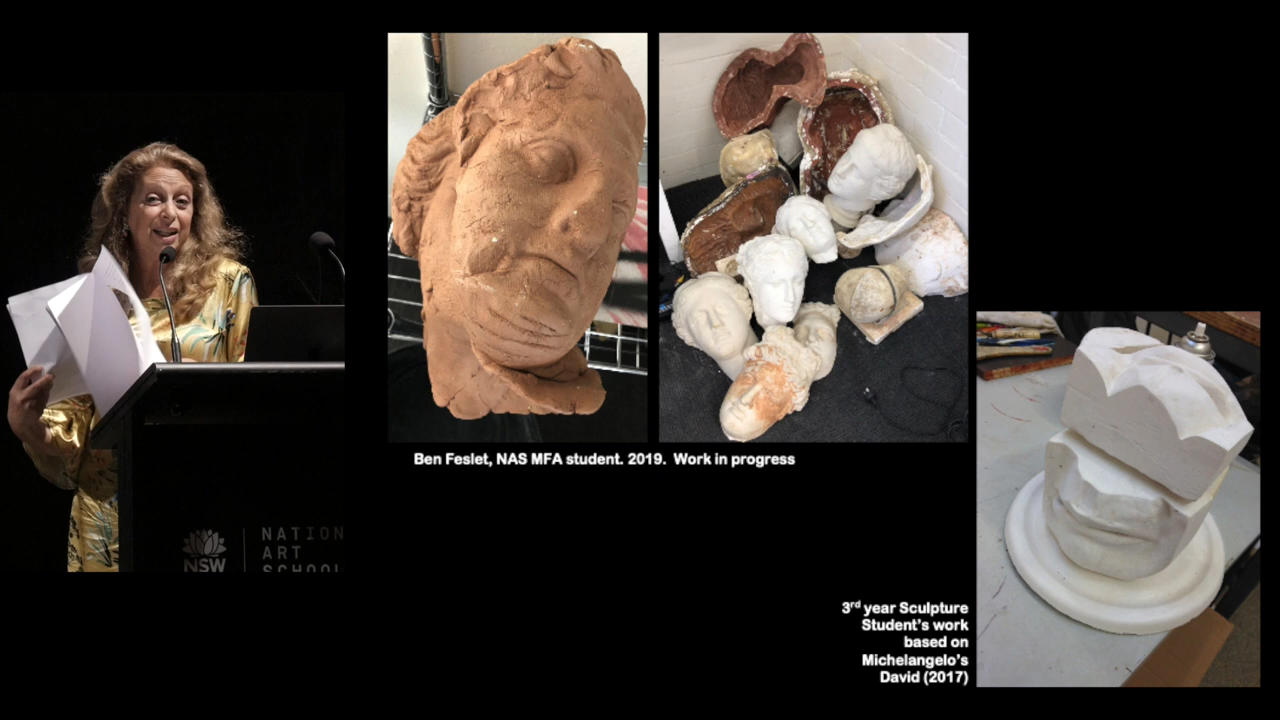 NSW
NATION
ART
SCHOOL
Ben Feslet, NAS MFA student. 2019.  Work in progress
3rd year Sculpture
Student's work
based on
Michelangelo's
David (2017)